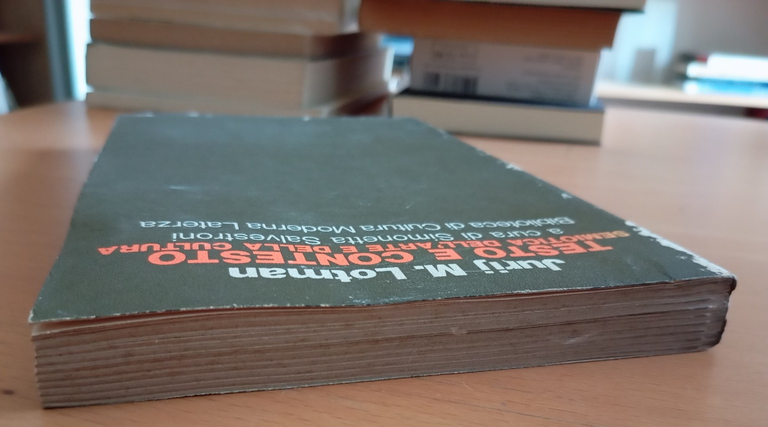 Jurij M. Lotman
TESTO E CONTESTO
SEMIOTICA DELL'ARTE E DELLA CULTURA
a cura di Simonetta Salvestroni
Biblioteca di Cultura Moderna Laterza